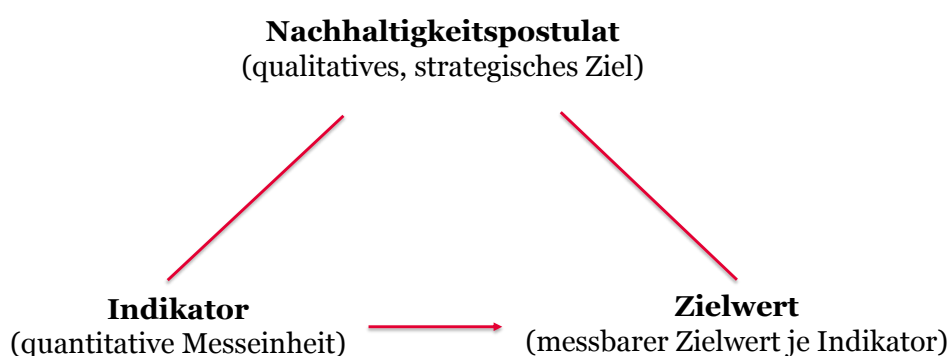 Nachhaltigkeitspostulat
(qualitatives, strategisches Ziel)
Indikator
(quantitative Messeinheit)
Zielwert
(messbarer Zielwert je Indikator)